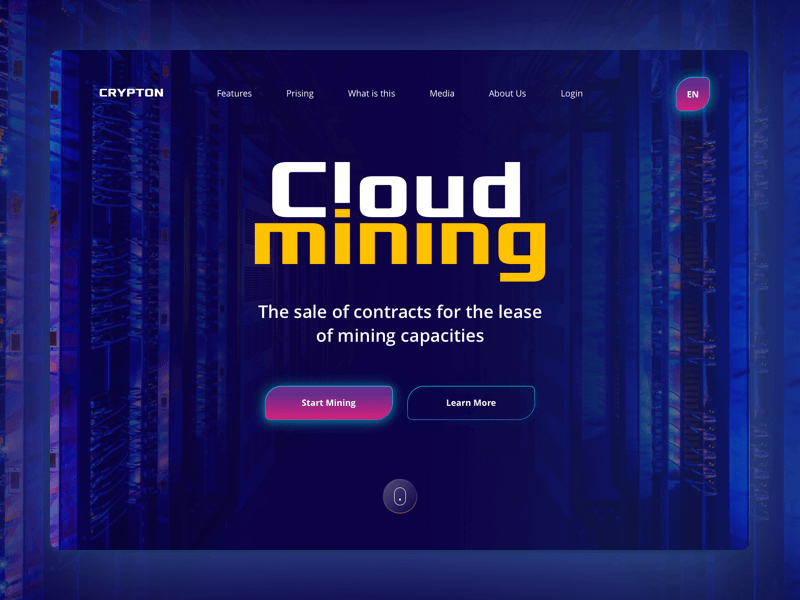 CRYPTON
Features Prising What is this Media About Us Login
EN
Cloud
mining
The sale of contracts for the lease
of mining capacities
Start Mining Learn More